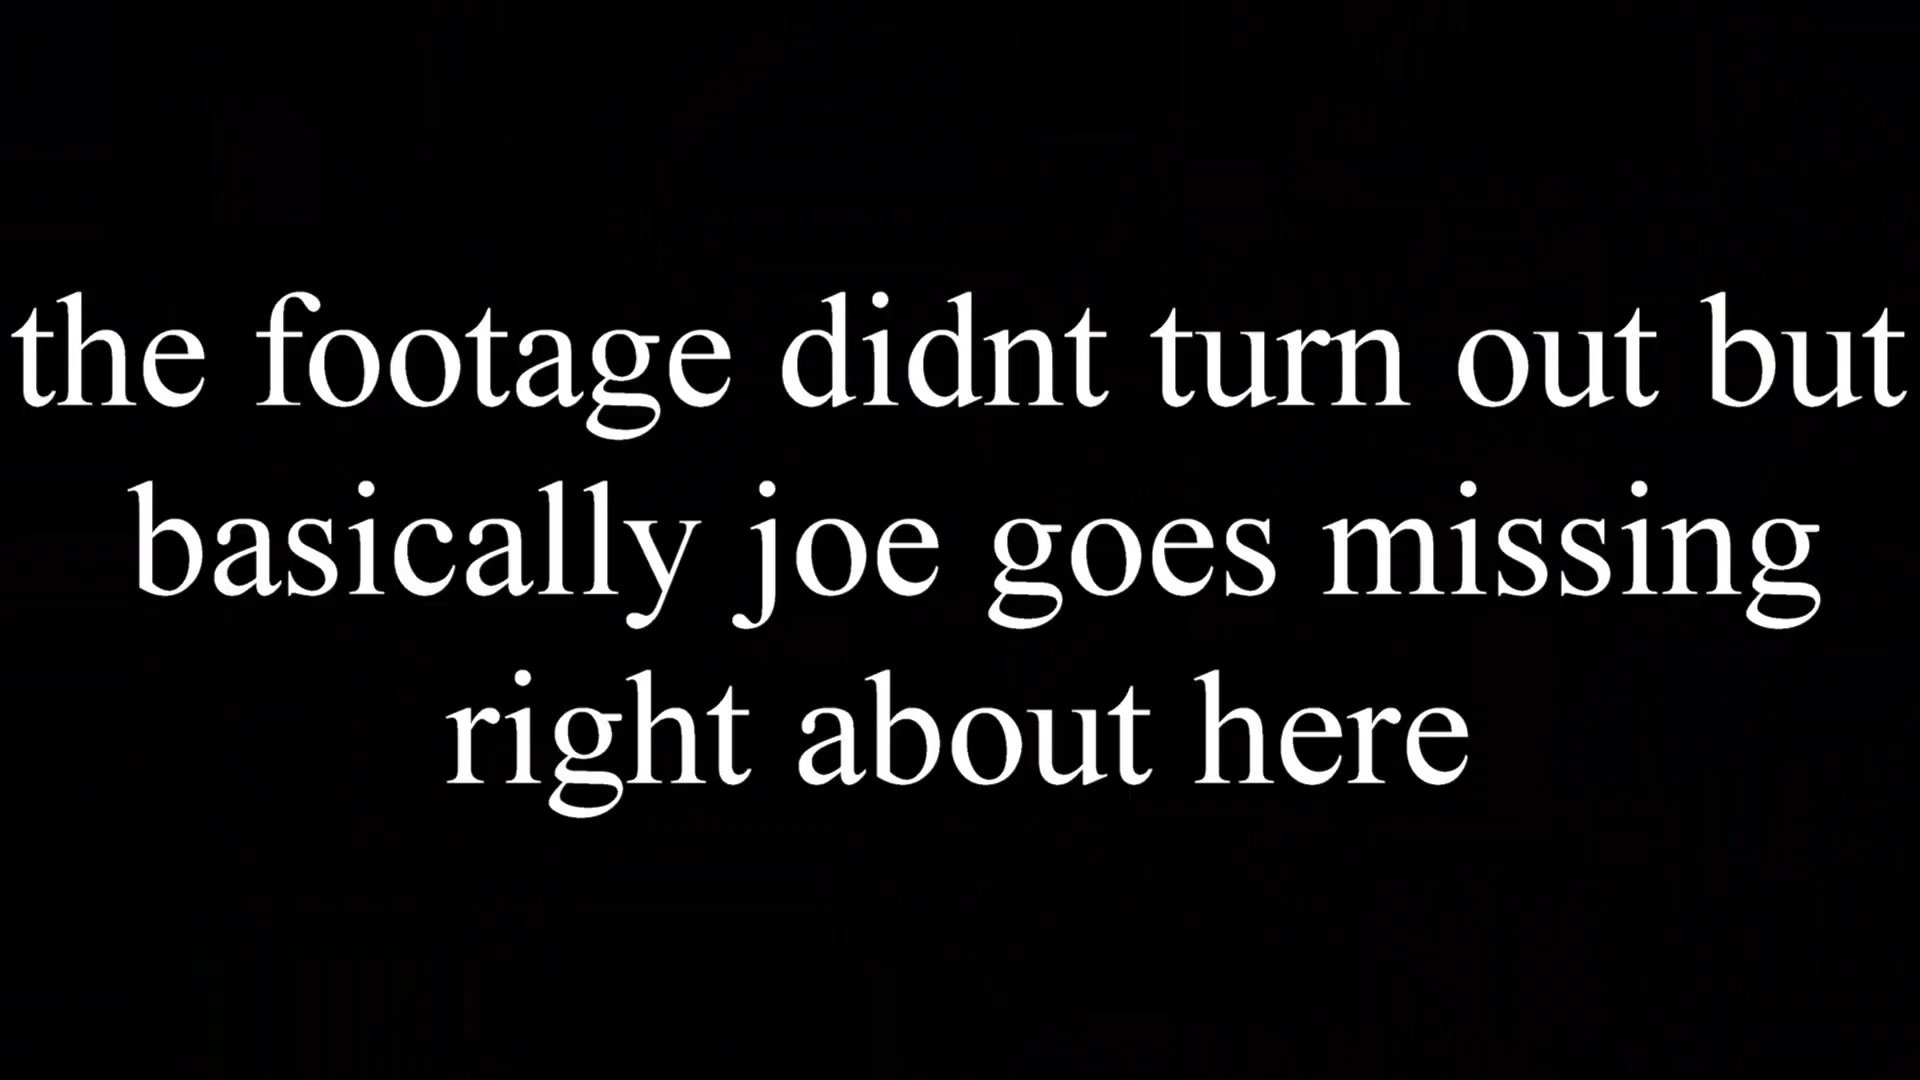 the footage didnt turn out but
basically joe goes missing
right about here